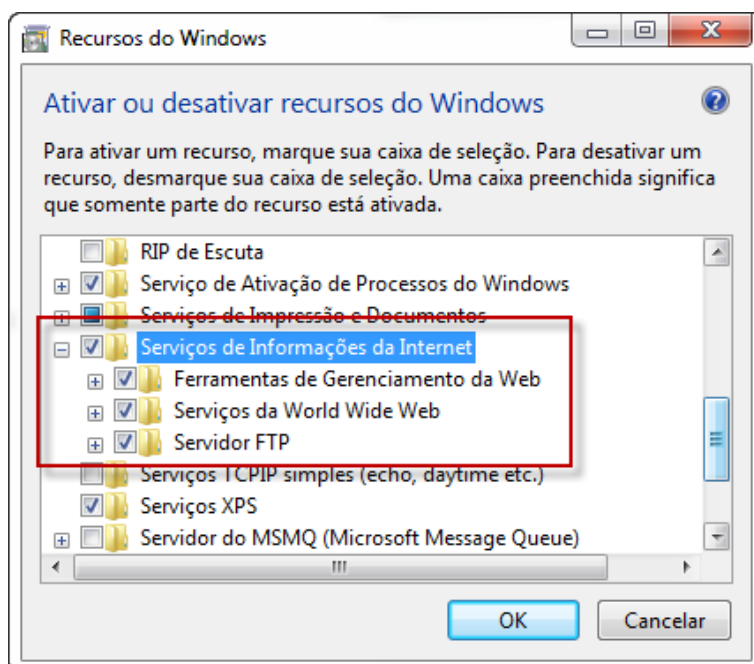 Recursos do Windows
Ativar ou desativar recursos do Windows
Para ativar um recurso, marque sua caixa de seleção. Para desativar um
recurso, desmarque sua caixa de seleção. Uma caixa preenchida significa
que somente parte do recurso está ativada.
RIP de Escuta
Serviço de Ativação de Processos do Windows
Serviços de Impressão e Documentos
Serviços de Informações da Internet
Ferramentas de Gerenciamento da Web
Serviços da World Wide Web
Servidor FTP
Serviços TCPIP simples (echo, daytime etc.)
Serviços XPS
Servidor do MSMQ (Microsoft Message Queue)
OK Cancelar